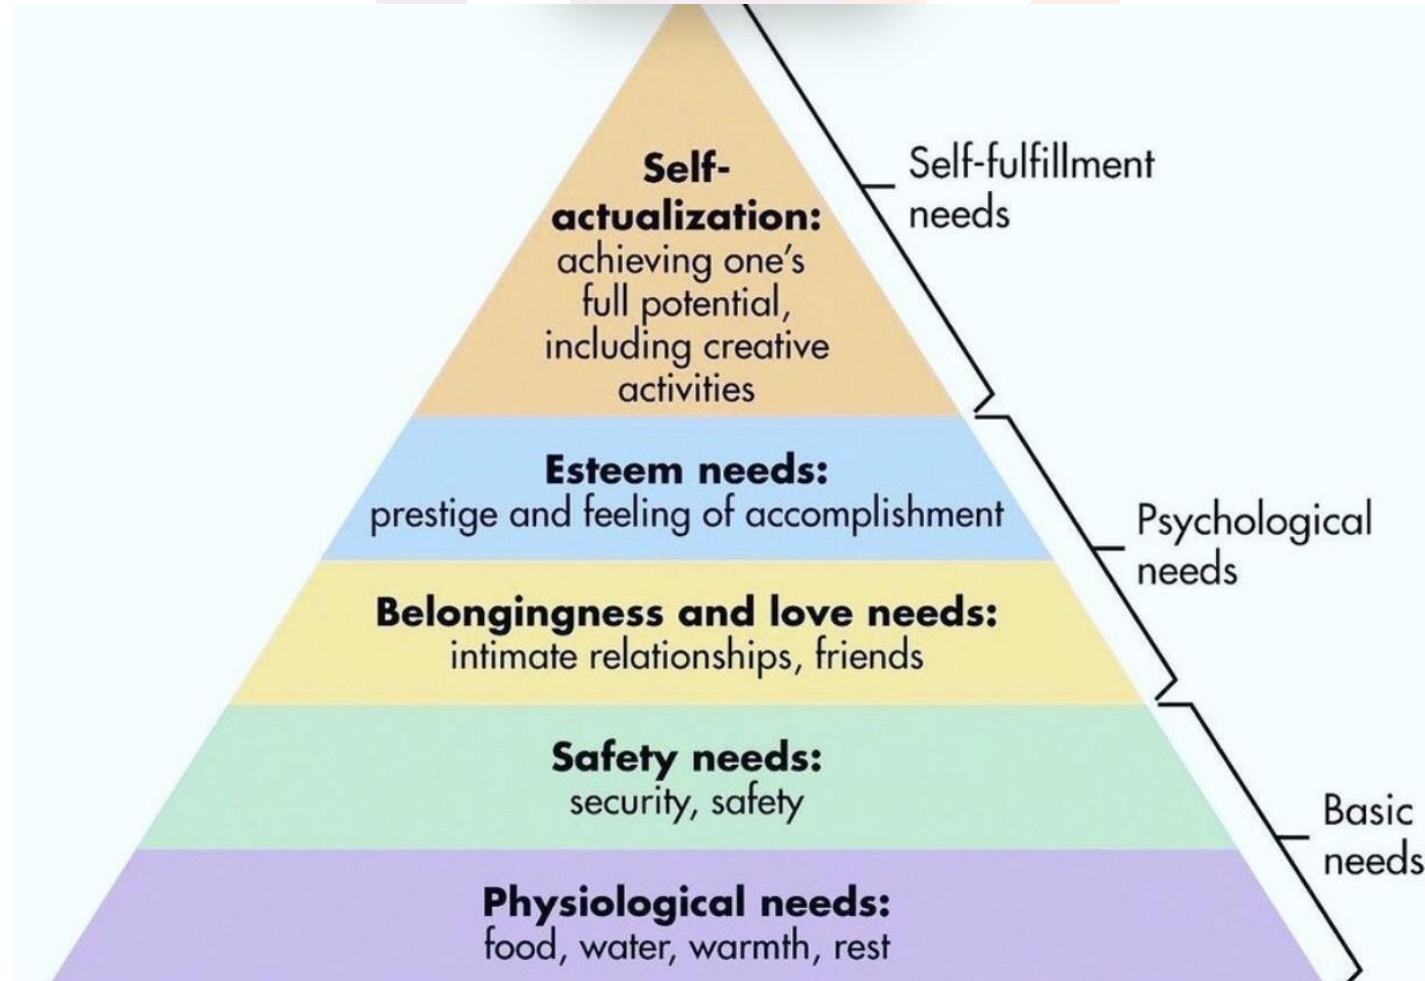 Self-
actualization:
achieving one's
full potential,
including creative
activities
Self-fulfillment
needs
Esteem needs:
prestige and feeling of accomplishment
Psychological
needs
Belongingness and love needs:
intimate relationships, friends
Safety needs:
security, safety
Basic
needs
Physiological needs:
food, water, warmth, rest